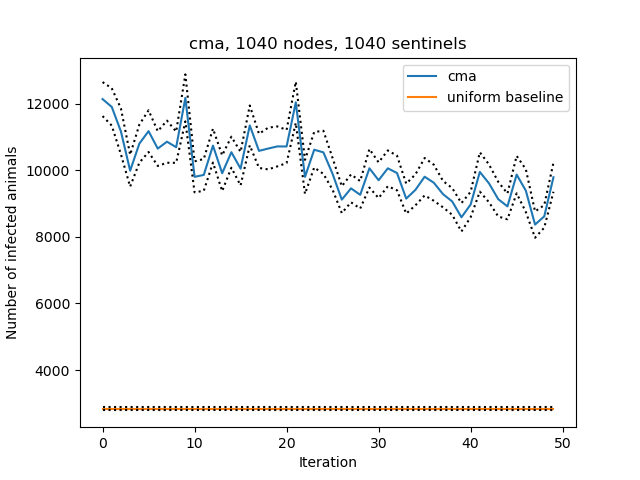 cma, 1040 nodes, 1040 sentinels
cma
uniform baseline
Number of infected animals
12000
10000
8000
6000
4000
0 10 20 30 40 50
Iteration